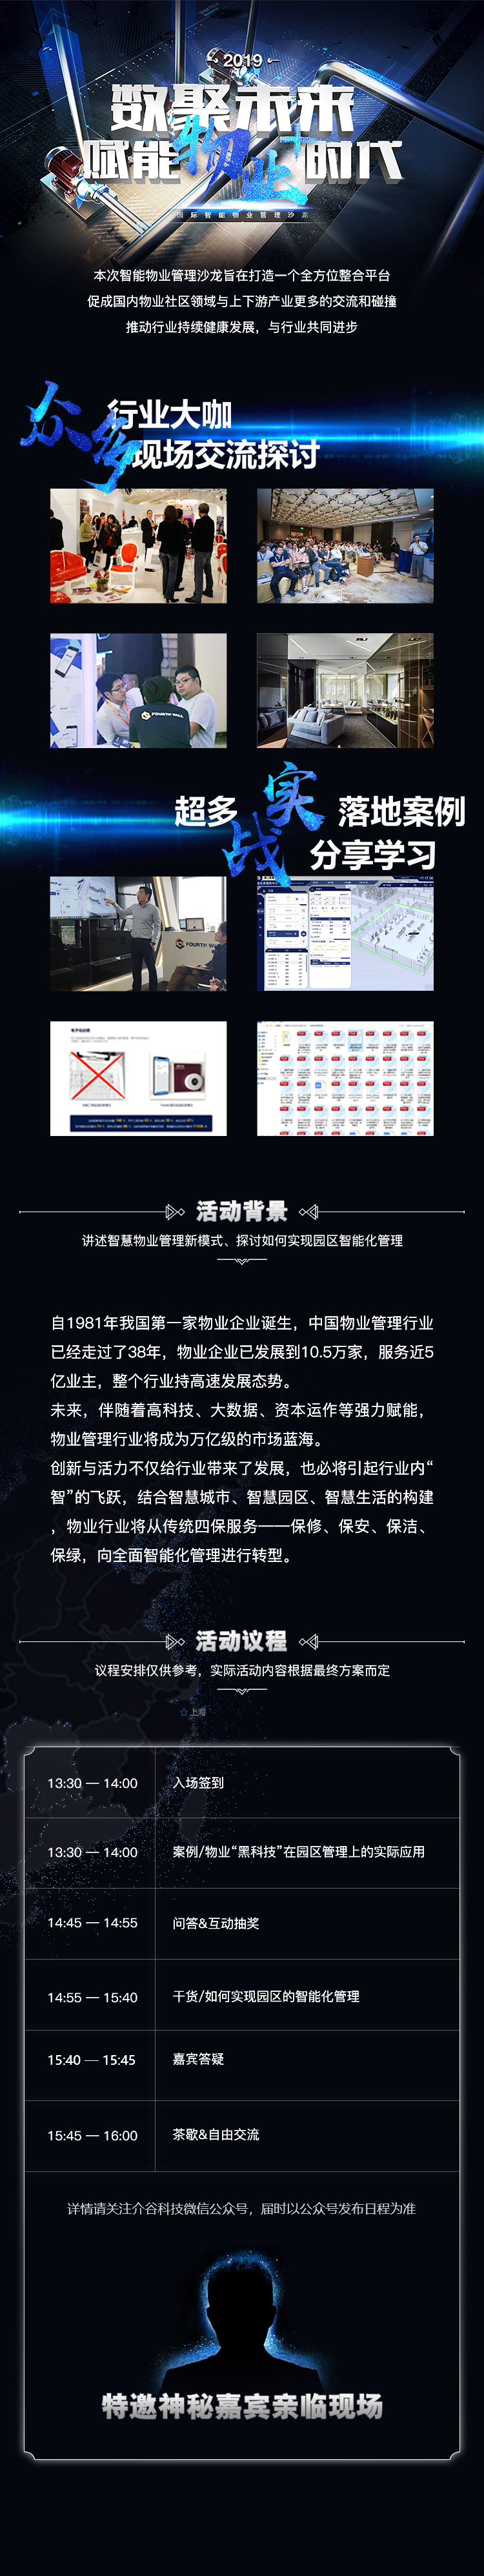 2019
数聚未来
赋能物业时代
国际智能物业管理沙龙
本次智能物业管理沙龙旨在打造一个全方位整合平台
促成国内物业社区领域与上下游产业更多的交流和碰撞
推动行业持续健康发展，与行业共同进步
众多行业大咖
现场交流探讨
FOURTH WALL
超多实战落地案例
分享学习
FOURTH WALL
活动背景
讲述智慧物业管理新模式、探讨如何实现园区智能化管理
自1981年我国第一家物业企业诞生，中国物业管理行业
已经走过了38年，物业企业已发展到10.5万家，服务近5
亿业主，整个行业持高速发展态势。
未来，伴随着高科技、大数据、资本运作等强力赋能，
物业管理行业将成为万亿级的市场蓝海。
创新与活力不仅给行业带来了发展，也必将引起行业内“
智”的飞跃，结合智慧城市、智慧园区、智慧生活的构建
，物业行业将从传统四保服务——保修、保安、保洁、
保绿，向全面智能化管理进行转型。
活动议程
议程安排仅供参考，实际活动内容根据最终方案而定
上海
13:30 — 14:00 入场签到
13:30 — 14:00 案例/物业“黑科技”在园区管理上的实际应用
14:45 — 14:55 问答&互动抽奖
14:55 — 15:40 干货/如何实现园区的智能化管理
15:40 — 15:45 嘉宾答疑
15:45 — 16:00 茶歇&自由交流
详情请关注介谷科技微信公众号，届时以公众号发布日程为准
特邀神秘嘉宾亲临现场